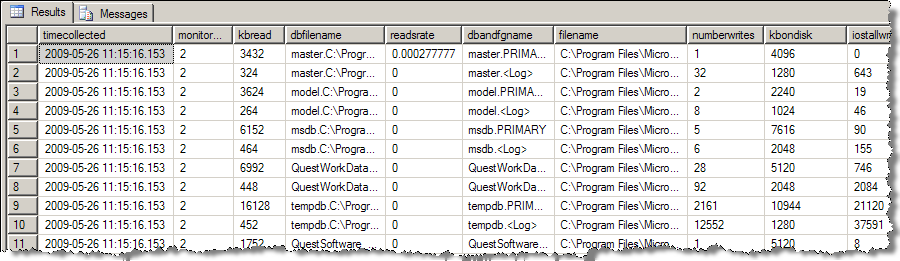 Results Messages
timecollected monitor... kbread dbfilename readsrate dbandfgname filename numberwrites kbondisk iostallwr
1 2009-05-26 11:15:16.153 2 3432 master.C:\Progr... 0.000277777 master.PRIMA... C:\Program Files\Micro... 1 4096 0
2 2009-05-26 11:15:16.153 2 324 master.C:\Progr... 0 master.<Log> C:\Program Files\Micro... 32 1280 643
3 2009-05-26 11:15:16.153 2 3624 model.C:\Progra... 0 model.PRIMA... C:\Program Files\Micro... 2 2240 19
4 2009-05-26 11:15:16.153 2 264 model.C:\Progra... 0 model.<Log> C:\Program Files\Micro... 8 1024 46
5 2009-05-26 11:15:16.153 2 6152 msdb.C:\Progra... 0 msdb.PRIMARY C:\Program Files\Micro... 5 7616 90
6 2009-05-26 11:15:16.153 2 464 msdb.C:\Progra... 0 msdb.<Log> C:\Program Files\Micro... 6 2048 155
7 2009-05-26 11:15:16.153 2 6992 QuestWorkData... 0 QuestWorkDa... C:\Program Files\Micro... 28 5120 746
8 2009-05-26 11:15:16.153 2 448 QuestWorkData... 0 QuestWorkDa... C:\Program Files\Micro... 92 2048 2084
9 2009-05-26 11:15:16.153 2 16128 tempdb.C:\Progr... 0 tempdb.PRIM... C:\Program Files\Micro... 2161 10944 21120
10 2009-05-26 11:15:16.153 2 452 tempdb.C:\Progr... 0 tempdb.<Log> C:\Program Files\Micro... 12552 1280 37591
11 2009-05-26 11:15:16.153 2 1752 QuestSoftware 0 QuestSoftware... C:\Program Files\Micro... 1 5120 8